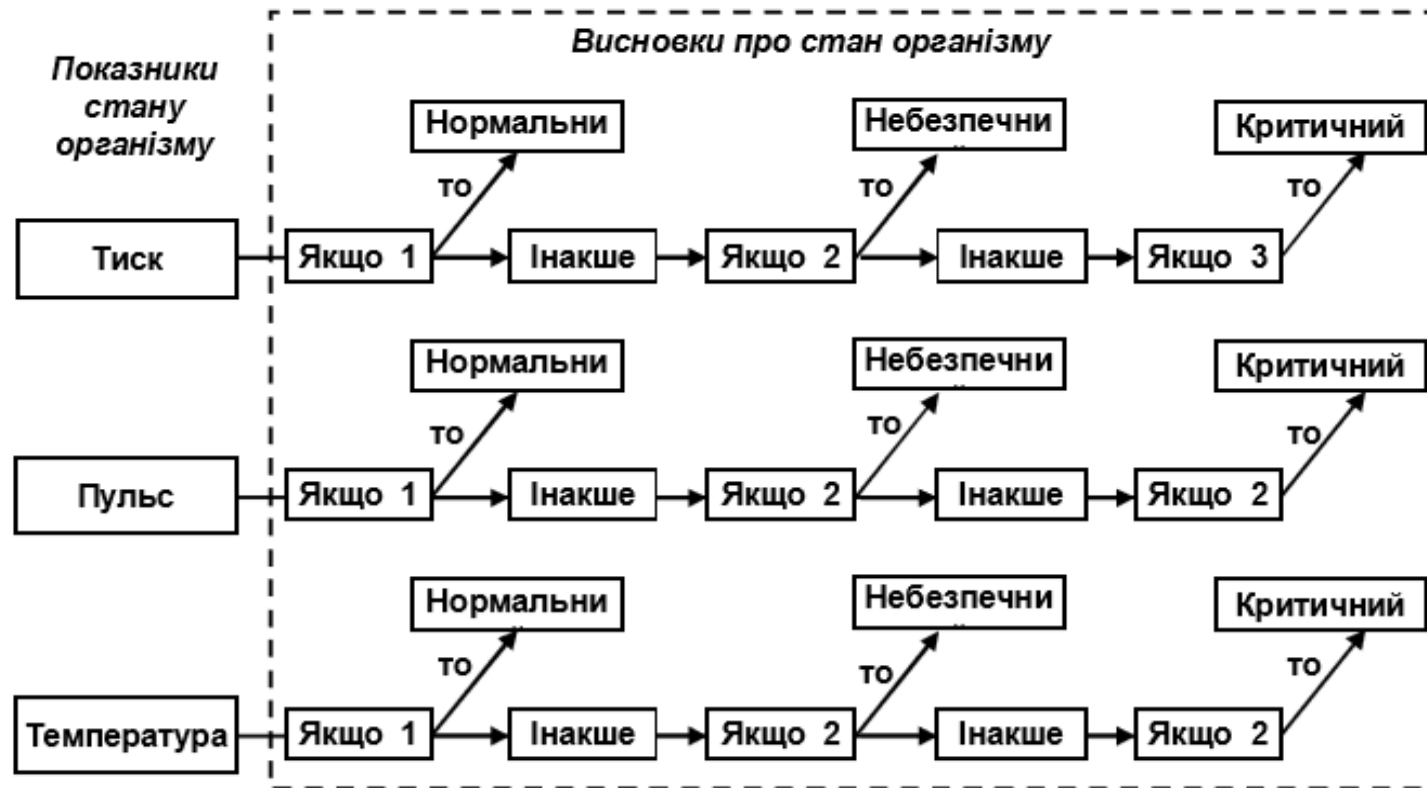 Висновки про стан організму
Показники
стану
організму
Нормальни
Небезпечни
Критичний
то
то
то
Тиск
Якщо 1
Інакше
Якщо 2
Інакше
Якщо 3
Нормальни
Небезпечни
Критичний
то
то
то
Пульс
Якщо 1
Інакше
Якщо 2
Інакше
Якщо 2
Нормальни
Небезпечни
Критичний
то
то
то
Температура
Якщо 1
Інакше
Якщо 2
Інакше
Якщо 2